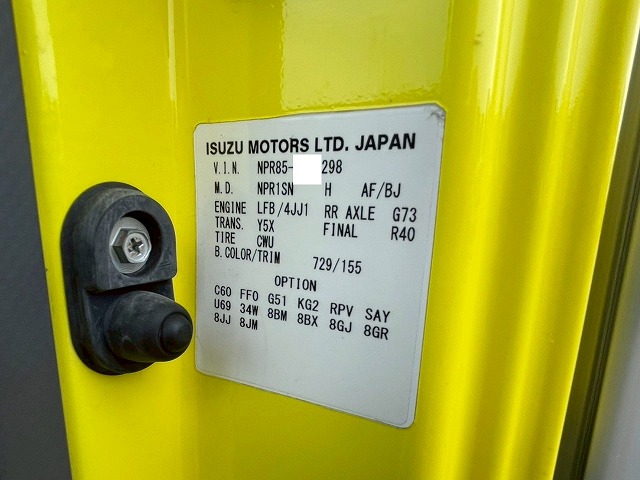 ISUZU MOTORS LTD. JAPAN
V.I.N. NPR85- 298
M.D. NPR1SN H AF/BJ
ENGINE LFB/4JJ1 RR AXLE G73
TRANS. Y5X FINAL R40
TIRE CWU
B.COLOR/TRIM 729/155
OPTION
C60 FF0 G51 KG2 RPV SAY
U69 34W 8BM 8BX 8GJ 8GR
8JJ 8JM